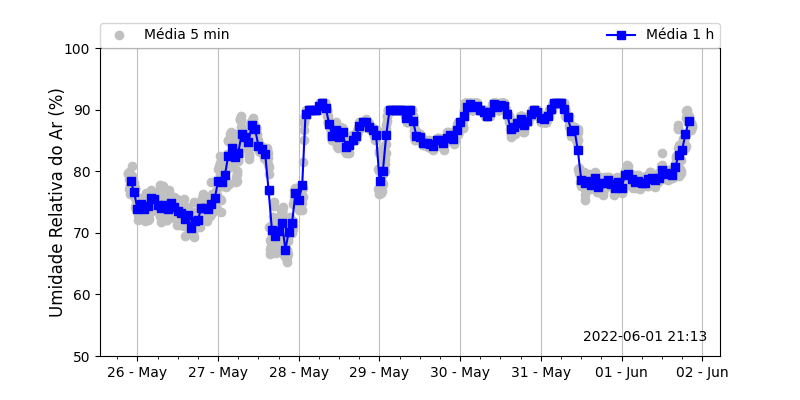 Média 5 min Média 1 h
Umidade Relativa do Ar (%)
100
90
80
70
60
50
2022-06-01 21:13
26 - May 27 - May 28 - May 29 - May 30 - May 31 - May 01 - Jun 02 - Jun